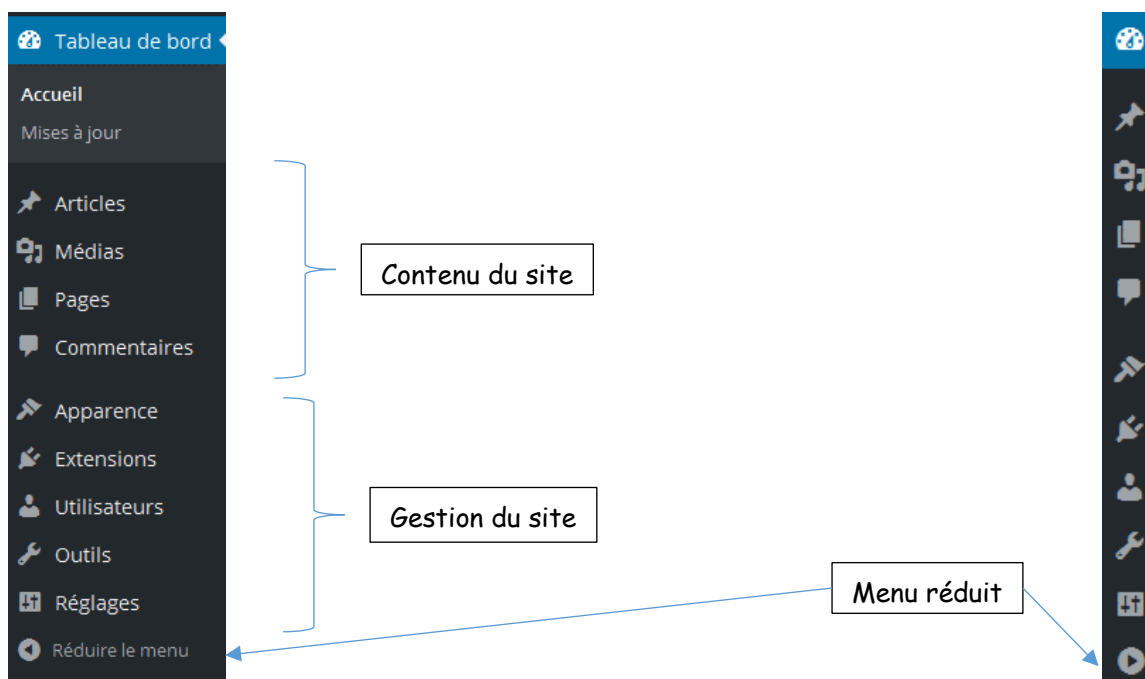 Tableau de bord
Accueil
Mises à jour
Articles
Médias
Pages
Commentaires
Apparence
Extensions
Utilisateurs
Outils
Réglages
Réduire le menu
Contenu du site
Gestion du site
Menu réduit